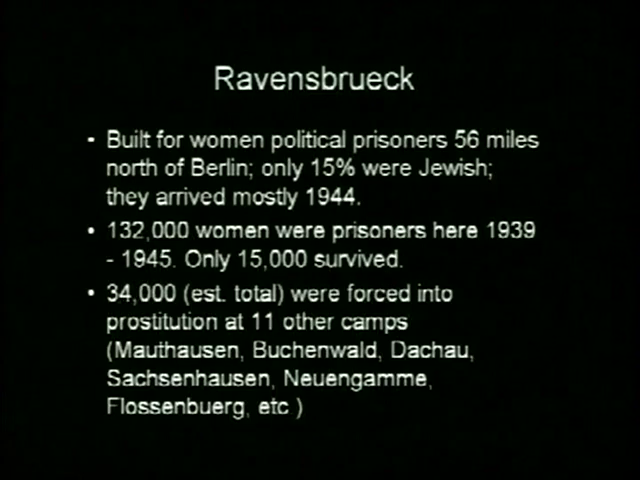 Ravensbrueck
• Built for women political prisoners 56 miles
north of Berlin; only 15% were Jewish;
they arrived mostly 1944.
• 132,000 women were prisoners here 1939
- 1945. Only 15,000 survived.
• 34,000 (est. total) were forced into
prostitution at 11 other camps
(Mauthausen, Buchenwald, Dachau,
Sachsenhausen, Neuengamme,
Flossenbuerg, etc )